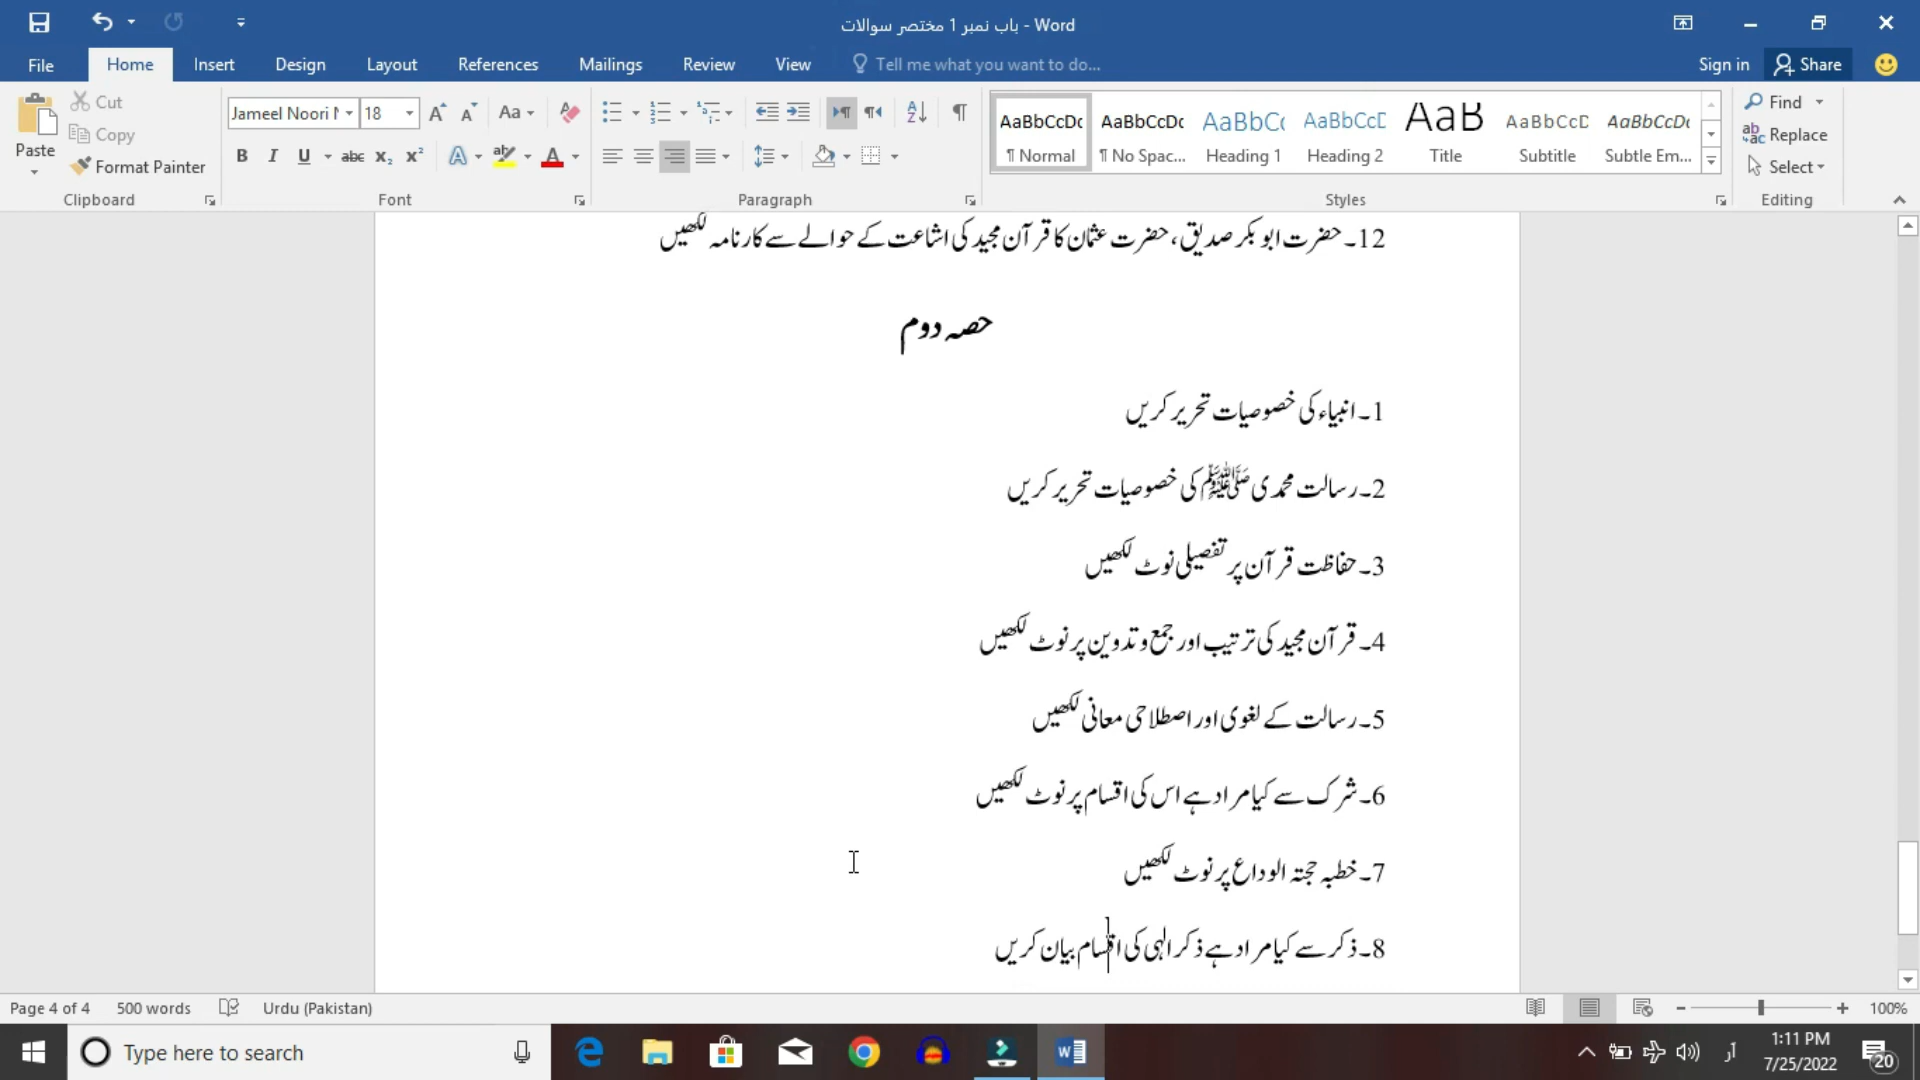 باب نمبر 1 مختصر سوالات - Word
File Home Insert Design Layout References Mailings Review View Tell me what you want to do... Sign in Share
Paste Cut Copy Format Painter Clipboard
Jameel Noori 18 Aa
B I U abc X₂ X² A ab A Font
Paragraph
AaBbCcDc AaBbCcDc AaBbCc AaBbCcD AaB AaBbCcD AaBbCcDc
¶ Normal ¶ No Spac... Heading 1 Heading 2 Title Subtitle Subtle Em... Styles
Find Replace Select Editing
12۔ حضرت ابو بکر صدیق، حضرت عثمان کا قرآن مجید کی اشاعت کے حوالے سے کارنامہ لکھیں
حصہ دوم
1۔ انبیاء کی خصوصیات تحریر کریں
2۔ رسالت محمدی ﷺ کی خصوصیات تحریر کریں
3۔ حفاظت قرآن پر تفصیلی نوٹ لکھیں
4۔ قرآن مجید کی ترتیب اور جمع و تدوین پر نوٹ لکھیں
5۔ رسالت کے لغوی اور اصطلاحی معانی لکھیں
6۔ شرک سے کیا مراد ہے اس کی اقسام پر نوٹ لکھیں
7۔ خطبہ حجتہ الوداع پر نوٹ لکھیں
8۔ ذکر سے کیا مراد ہے ذکر الہی کی اقسام بیان کریں
Page 4 of 4 500 words Urdu (Pakistan) 100%
Type here to search 1:11 PM
7/25/2022 20